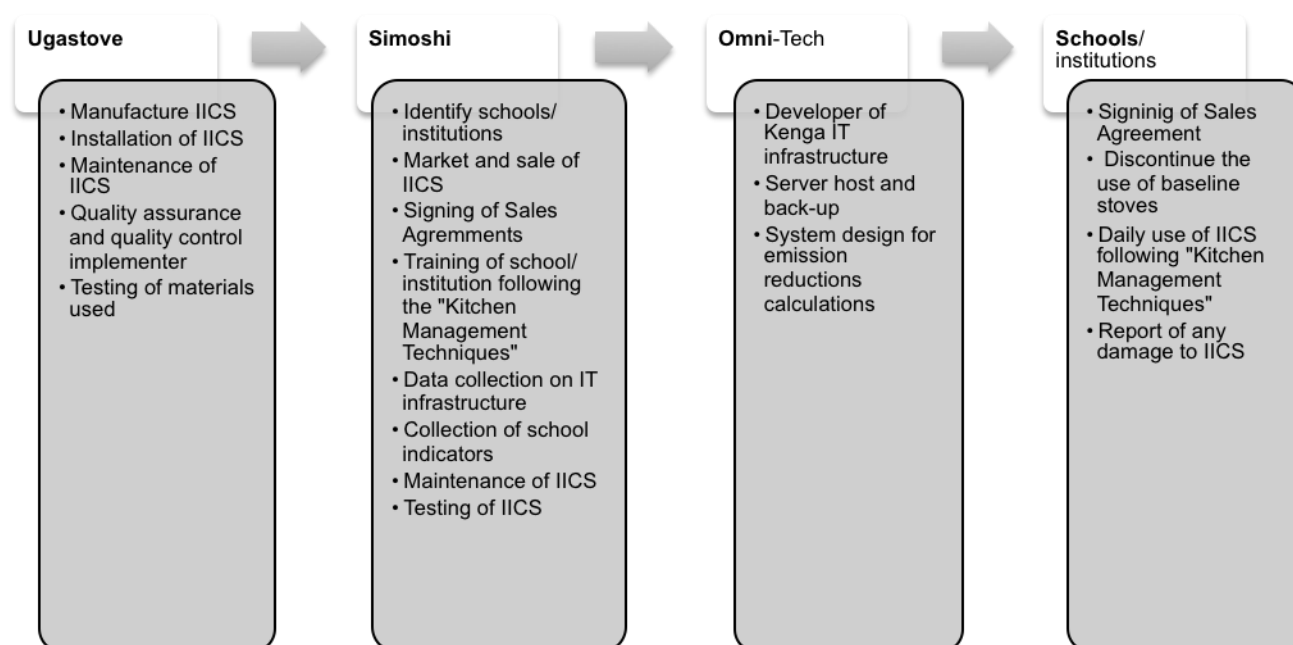 Ugastove
• Manufacture IICS
• Installation of IICS
• Maintenance of
IICS
• Quality assurance
and quality control
implementer
• Testing of materials
used
Simoshi
• Identify schools/
institutions
• Market and sale of
IICS
• Signing of Sales
Agremments
• Training of school/
institution following
the "Kitchen
Management
Techniques"
• Data collection on IT
infrastructure
• Collection of school
indicators
• Maintenance of IICS
• Testing of IICS
Omni-Tech
• Developer of
Kenga IT
infrastructure
• Server host and
back-up
• System design for
emission
reductions
calculations
Schools/
institutions
• Signinig of Sales
Agreement
• Discontinue the
use of baseline
stoves
• Daily use of IICS
following "Kitchen
Management
Techniques"
• Report of any
damage to IICS